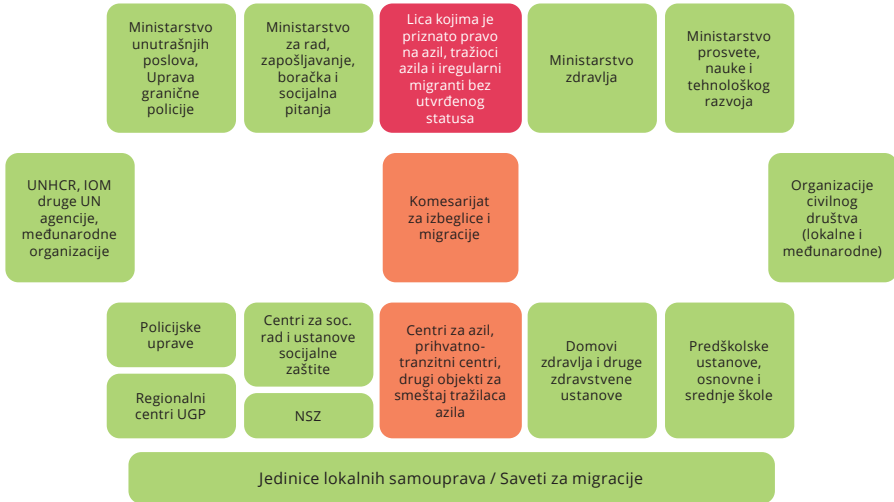 Ministarstvo
unutrašnjih
poslova,
Uprava
granične
policije
Ministarstvo
za rad,
zapošljavanje,
boračka i
socijalna
pitanja
Lica kojima je
priznato pravo
na azil, tražioci
azila i iregularni
migranti bez
utvrđenog
statusa
Ministarstvo
zdravlja
Ministarstvo
prosvete,
nauke i
tehnološkog
razvoja
UNHCR, IOM
druge UN
agencije,
međunarodne
organizacije
Komesarijat
za izbeglice i
migracije
Organizacije
civilnog
društva
(lokalne i
međunarodne)
Policijske
uprave
Regionalni
centri UGP
Centri za soc.
rad i ustanove
socijalne
zaštite
NSZ
Centri za azil,
prihvatno-
tranzitni centri,
drugi objekti za
smeštaj tražilaca
azila
Domovi
zdravlja i druge
zdravstvene
ustanove
Predškolske
ustanove,
osnovne i
srednje škole
Jedinice lokalnih samouprava / Saveti za migracije